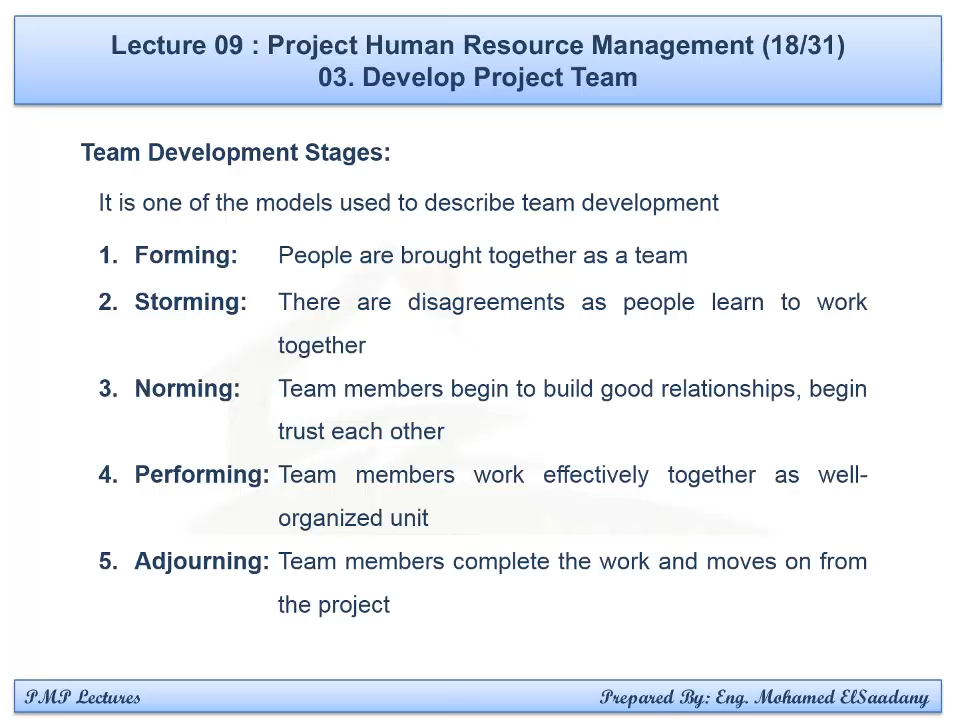 Lecture 09 : Project Human Resource Management (18/31)
03. Develop Project Team
Team Development Stages:
It is one of the models used to describe team development
1. Forming: People are brought together as a team
2. Storming: There are disagreements as people learn to work
together
3. Norming: Team members begin to build good relationships, begin
trust each other
4. Performing: Team members work effectively together as well-
organized unit
5. Adjourning: Team members complete the work and moves on from
the project
PMP Lectures
Prepared By: Eng. Mohamed ElSaadany